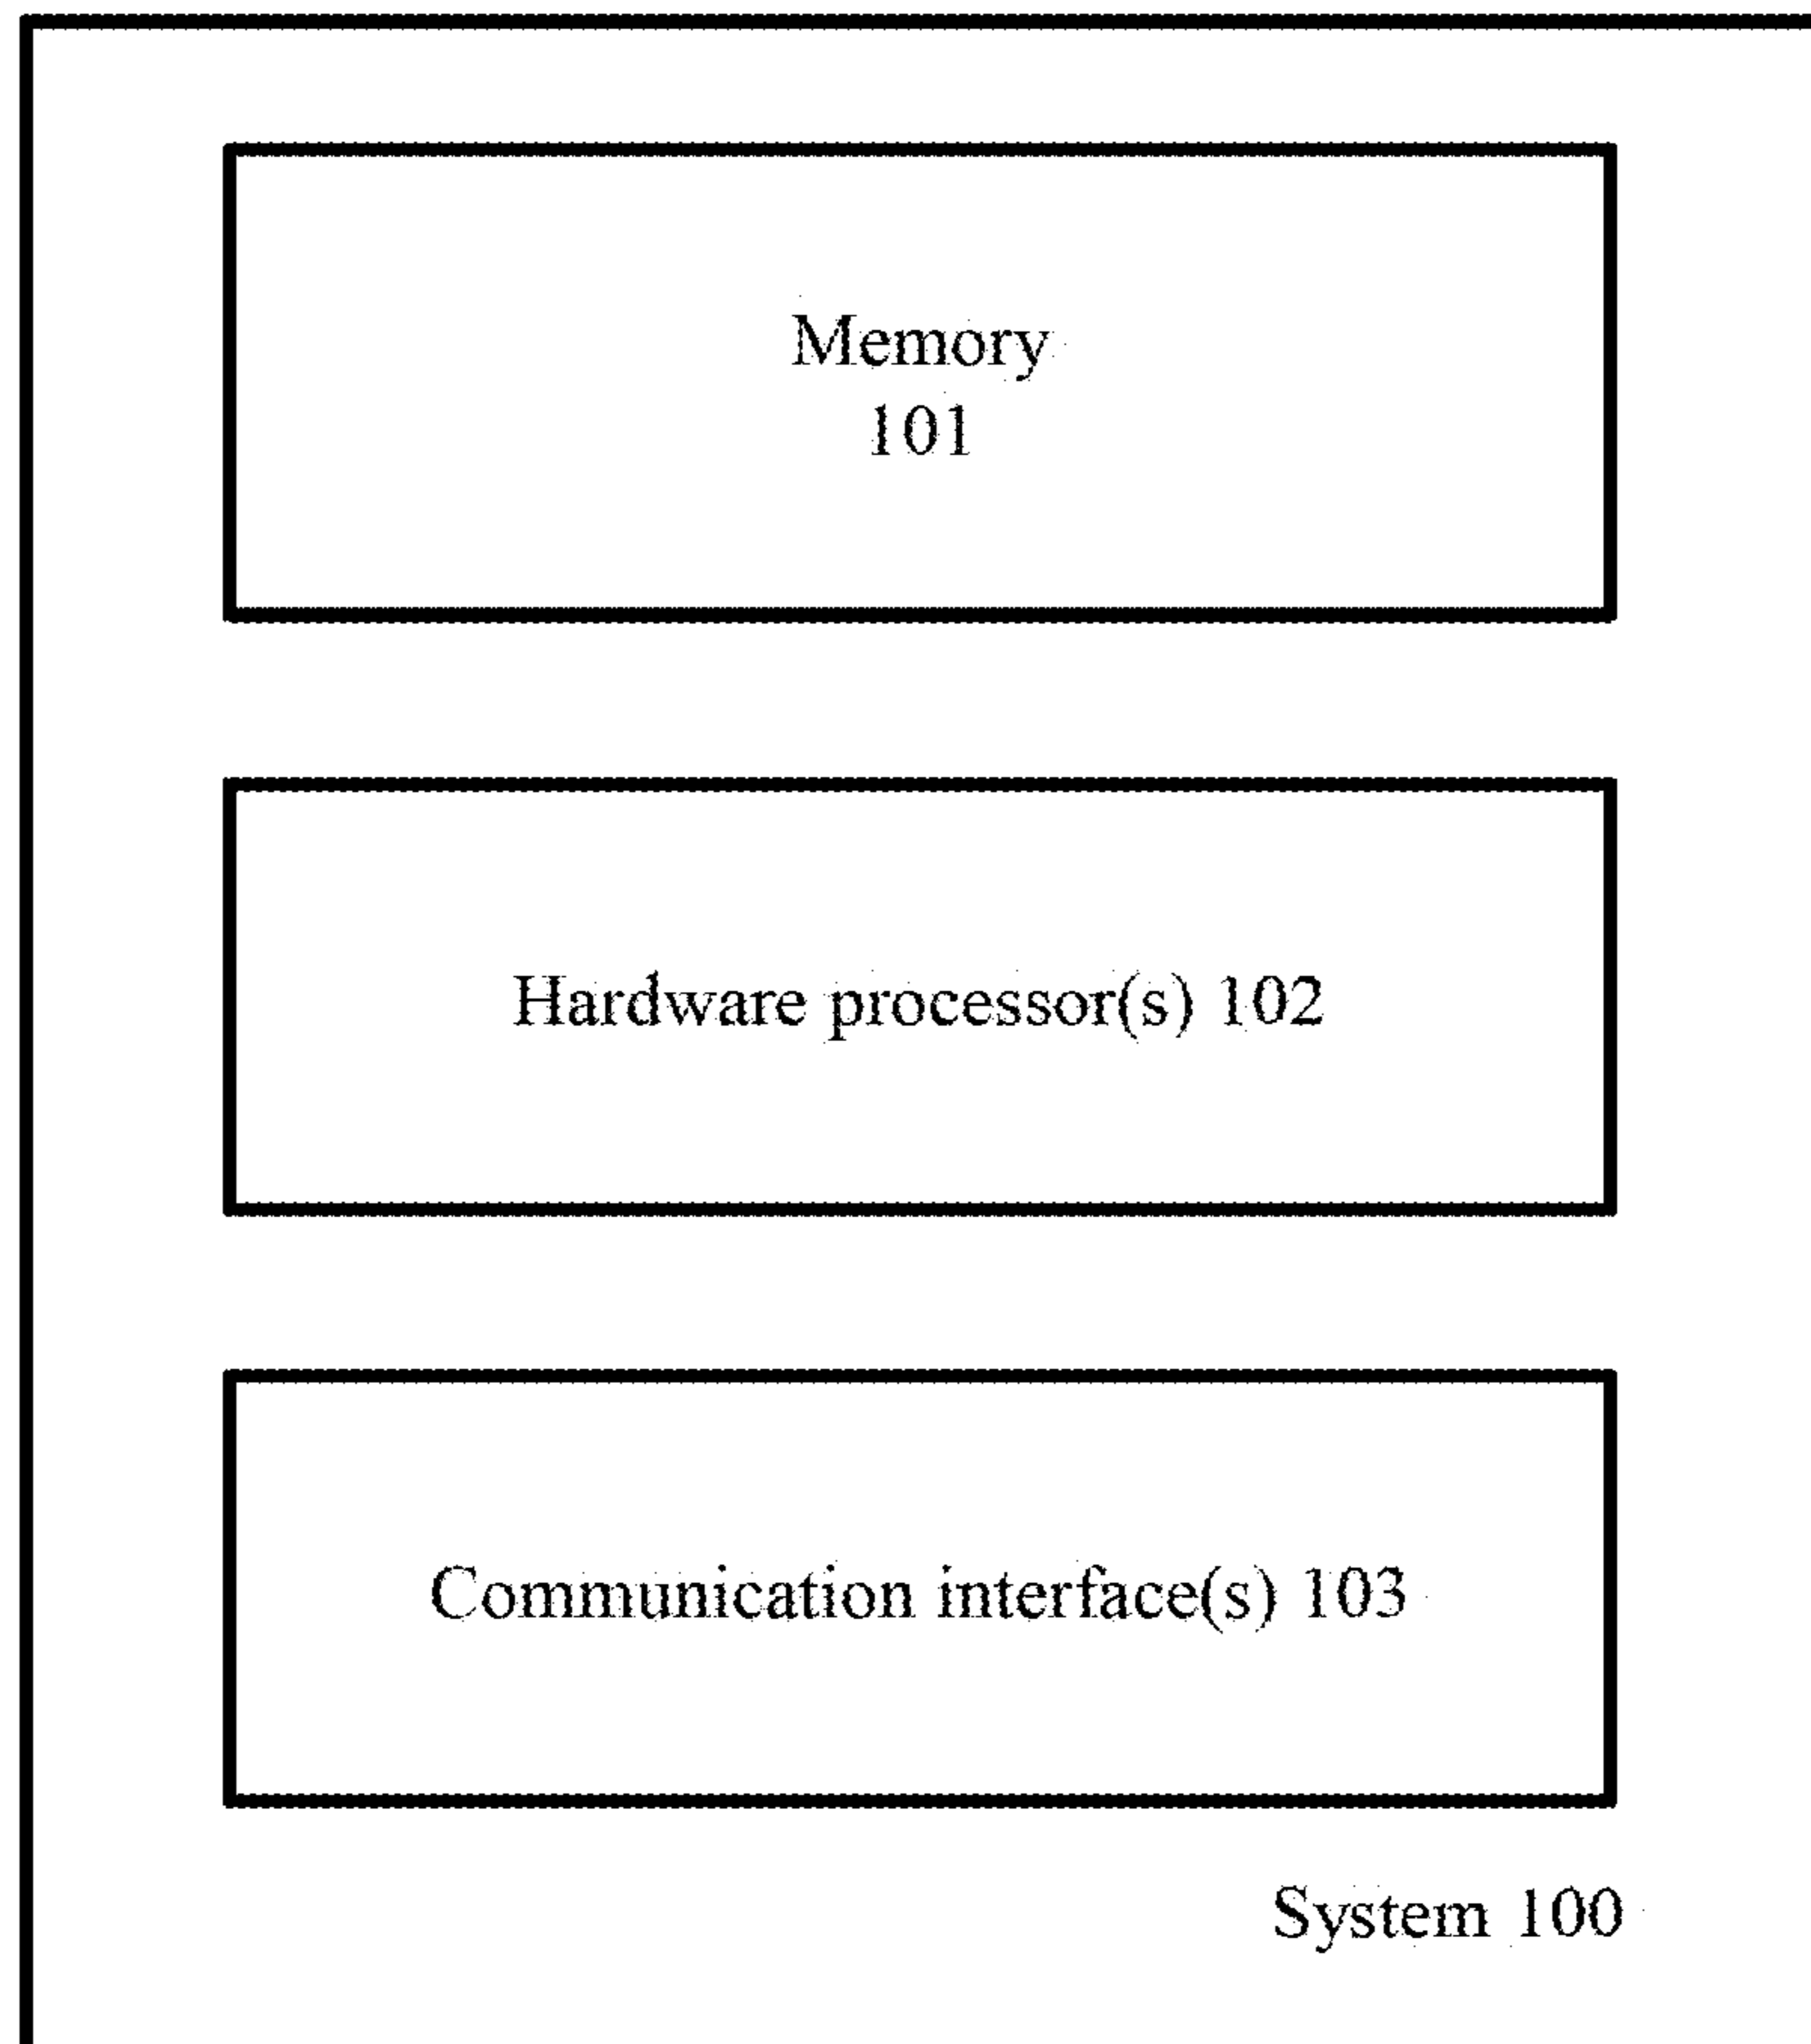 Memory
101
Hardware processor(s) 102
Communication interface(s) 103
System 100